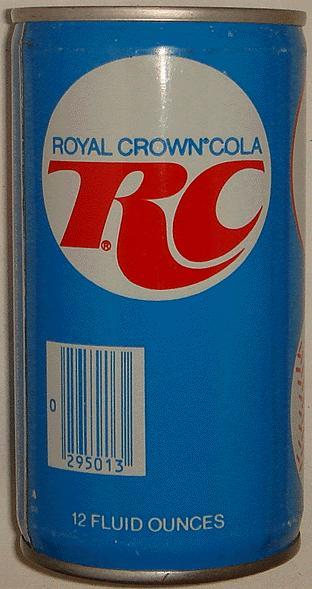 ROYAL CROWN® COLA
RC®
0
295013
12 FLUID OUNCES